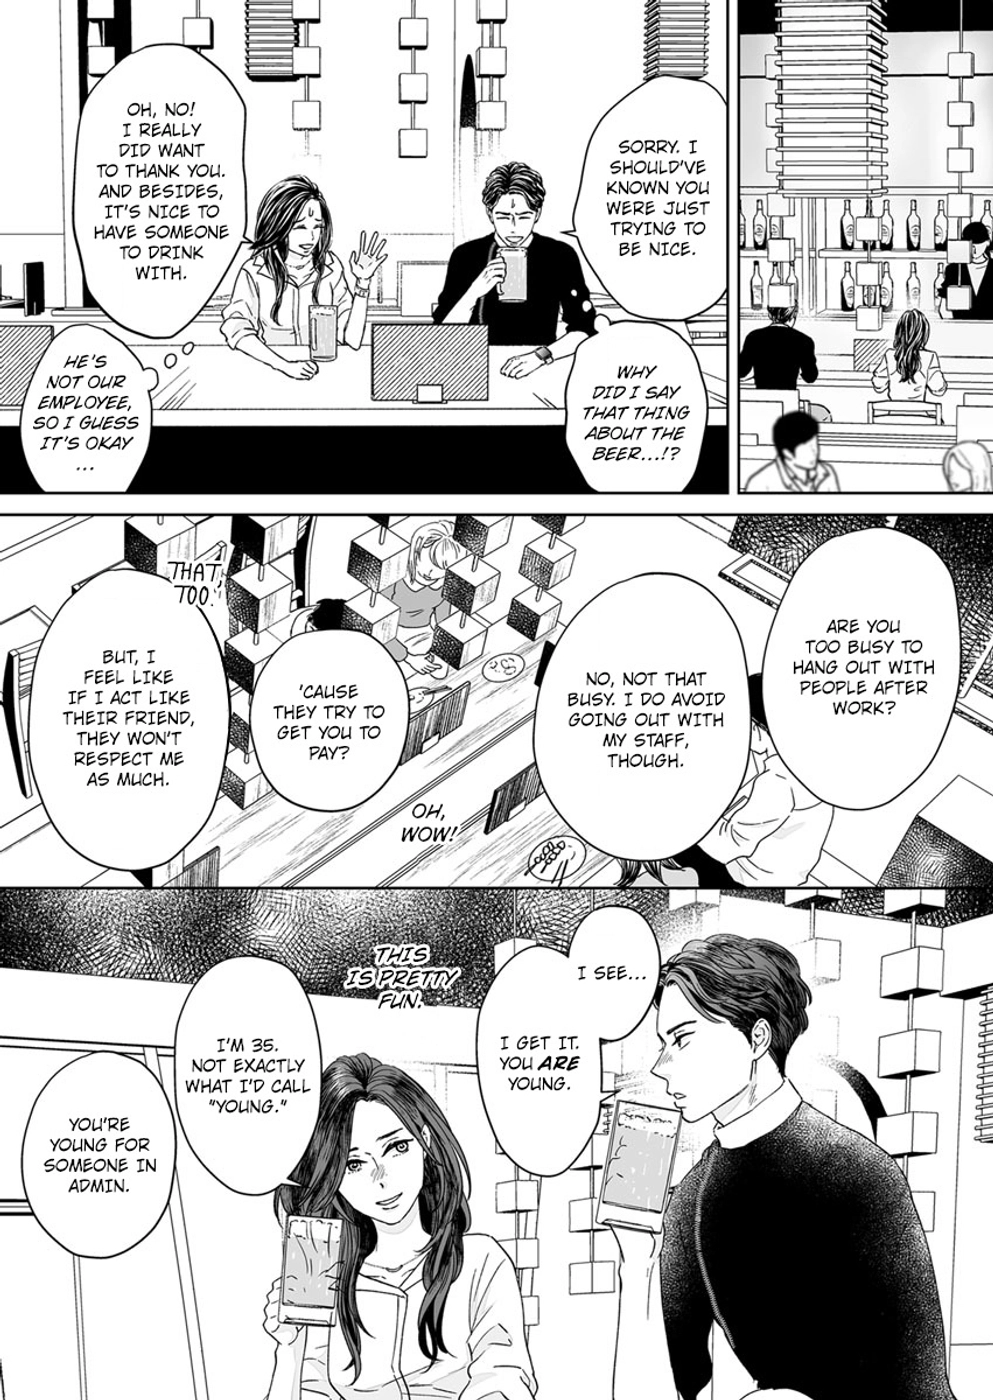 SORRY. I
SHOULD'VE
KNOWN YOU
WERE JUST
TRYING TO
BE NICE.
OH, NO!
I REALLY
DID WANT
TO THANK YOU.
AND BESIDES,
IT'S NICE TO
HAVE SOMEONE
TO DRINK
WITH.
WHY
DID I SAY
THAT THING
ABOUT THE
BEER...!?
HE'S
NOT OUR
EMPLOYEE,
SO I GUESS
IT'S OKAY
...
ARE YOU
TOO BUSY TO
HANG OUT WITH
PEOPLE AFTER
WORK?
NO, NOT THAT
BUSY. I DO AVOID
GOING OUT WITH
MY STAFF,
THOUGH.
'CAUSE
THEY TRY TO
GET YOU TO
PAY?
OH,
WOW!
THAT,
TOO.
BUT, I
FEEL LIKE
IF I ACT LIKE
THEIR FRIEND,
THEY WON'T
RESPECT ME
AS MUCH.
I SEE...
I GET IT.
YOU ARE
YOUNG.
THIS
IS PRETTY
FUN.
I'M 35.
NOT EXACTLY
WHAT I'D CALL
"YOUNG."
YOU'RE
YOUNG FOR
SOMEONE IN
ADMIN.